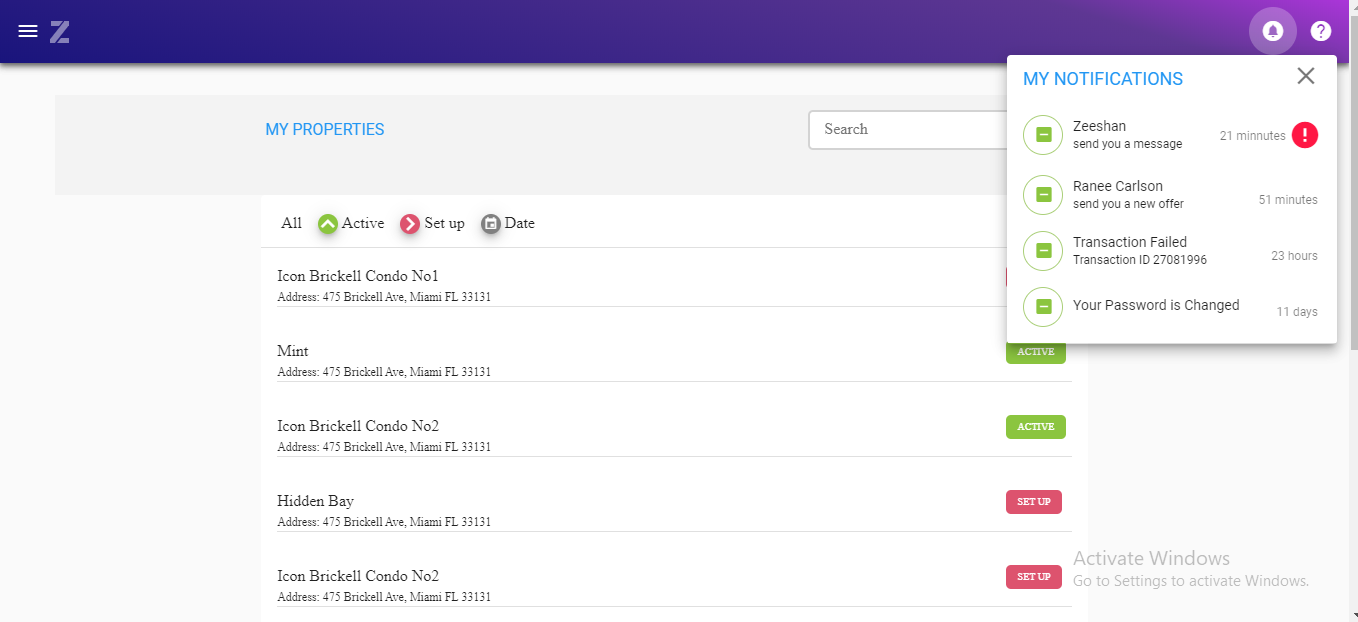 MY NOTIFICATIONS
Zeeshan
send you a message
21 minnutes
Ranee Carlson
send you a new offer
51 minutes
Transaction Failed
Transaction ID 27081996
23 hours
Your Password is Changed
11 days
MY PROPERTIES
Search
All Active Set up Date
Icon Brickell Condo No1
Address: 475 Brickell Ave, Miami FL 33131
Mint
Address: 475 Brickell Ave, Miami FL 33131
ACTIVE
Icon Brickell Condo No2
Address: 475 Brickell Ave, Miami FL 33131
ACTIVE
Hidden Bay
Address: 475 Brickell Ave, Miami FL 33131
SET UP
Icon Brickell Condo No2
Address: 475 Brickell Ave, Miami FL 33131
SET UP
Activate Windows
Go to Settings to activate Windows.